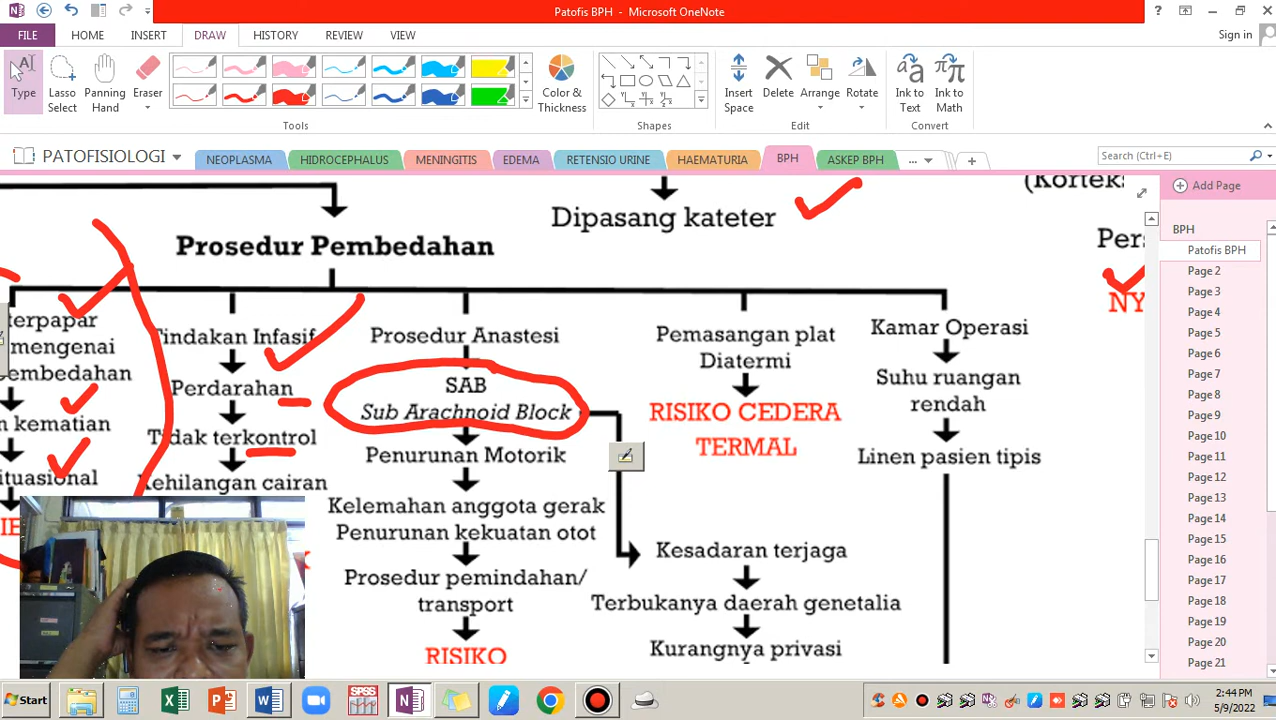 Patofis BPH - Microsoft OneNote
?
FILE
HOME
INSERT
DRAW
HISTORY
REVIEW
VIEW
Sign in
Type
Lasso
Select
Panning
Hand
Eraser
Color &
Thickness
Insert
Space
Delete
Arrange
Rotate
Ink to
Text
Ink to
Math
Tools
Shapes
Edit
Convert
PATOFISIOLOGI
NEOPLASMA
HIDROCEPHALUS
MENINGITIS
EDEMA
RETENSIO URINE
HAEMATURIA
BPH
ASKEP BPH
...
Search (Ctrl+E)
Add Page
BPH
Patofis BPH
Page 2
Page 3
Page 4
Page 5
Page 6
Page 7
Page 8
Page 9
Page 10
Page 11
Page 12
Page 13
Page 14
Page 15
Page 16
Page 17
Page 18
Page 19
Page 20
Page 21
(Korteks
Dipasang kateter
Pers
NY
Prosedur Pembedahan
terpapar
mengenai
pembedahan
n kematian
ituasional
Tindakan Infasif
Perdarahan
Tidak terkontrol
Kehilangan cairan
Prosedur Anastesi
SAB
Sub Arachnoid Block
Penurunan Motorik
Kelemahan anggota gerak
Penurunan kekuatan otot
Prosedur pemindahan/
transport
RISIKO
Pemasangan plat
Diatermi
RISIKO CEDERA
TERMAL
Kesadaran terjaga
Terbukanya daerah genetalia
Kurangnya privasi
Kamar Operasi
Suhu ruangan
rendah
Linen pasien tipis
Start
SPSS
2:44 PM
5/9/2022